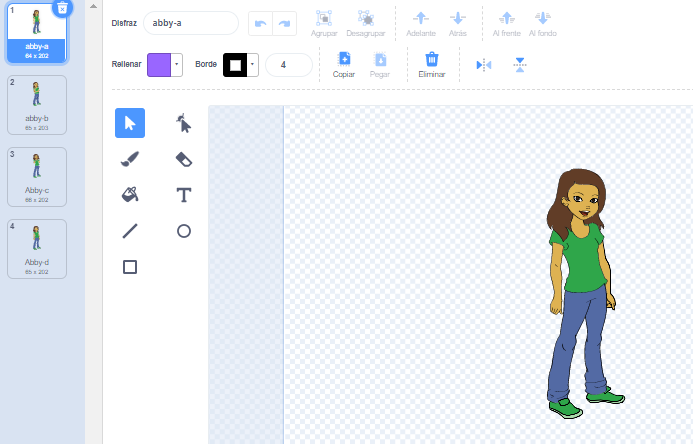 1
abby-a
64 x 202
2
abby-b
65 x 203
3
Abby-c
66 x 202
4
Abby-d
65 x 202
Disfraz abby-a Agrupar Desagrupar Adelante Atrás Al frente Al fondo
Rellenar Borde 4 Copiar Pegar Eliminar
T